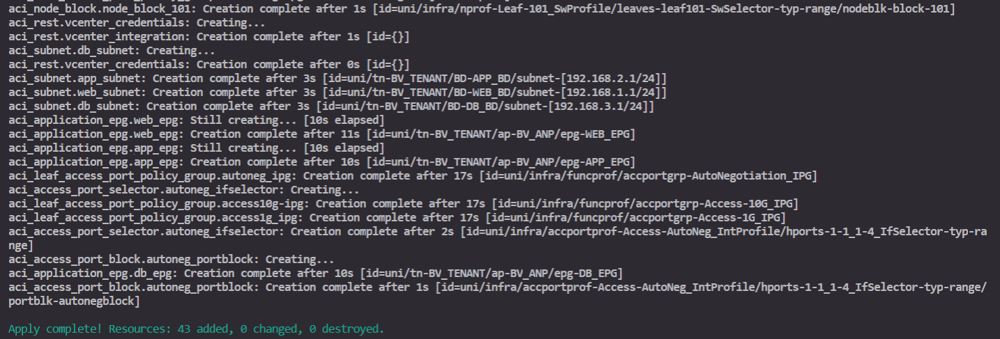 aci_node_block.node_block_101: Creation complete after 1s [id=uni/infra/nprof-Leaf-101_SwProfile/leaves-leaf101-SwSelector-typ-range/nodeblk-block-101]
aci_rest.vcenter_credentials: Creating...
aci_rest.vcenter_integration: Creation complete after 1s [id={}]
aci_subnet.db_subnet: Creating...
aci_rest.vcenter_credentials: Creation complete after 0s [id={}]
aci_subnet.app_subnet: Creation complete after 3s [id=uni/tn-BV_TENANT/BD-APP_BD/subnet-[192.168.2.1/24]]
aci_subnet.web_subnet: Creation complete after 3s [id=uni/tn-BV_TENANT/BD-WEB_BD/subnet-[192.168.1.1/24]]
aci_subnet.db_subnet: Creation complete after 3s [id=uni/tn-BV_TENANT/BD-DB_BD/subnet-[192.168.3.1/24]]
aci_application_epg.web_epg: Still creating... [10s elapsed]
aci_application_epg.web_epg: Creation complete after 11s [id=uni/tn-BV_TENANT/ap-BV_ANP/epg-WEB_EPG]
aci_application_epg.app_epg: Still creating... [10s elapsed]
aci_application_epg.app_epg: Creation complete after 10s [id=uni/tn-BV_TENANT/ap-BV_ANP/epg-APP_EPG]
aci_leaf_access_port_policy_group.autoneg_ipg: Creation complete after 17s [id=uni/infra/funcprof/accportgrp-AutoNegotiation_IPG]
aci_access_port_selector.autoneg_ifselector: Creating...
aci_leaf_access_port_policy_group.access10g-ipg: Creation complete after 17s [id=uni/infra/funcprof/accportgrp-Access-10G_IPG]
aci_leaf_access_port_policy_group.access1g_ipg: Creation complete after 17s [id=uni/infra/funcprof/accportgrp-Access-1G_IPG]
aci_access_port_selector.autoneg_ifselector: Creation complete after 2s [id=uni/infra/accportprof-Access-AutoNeg_IntProfile/hports-1-1_1-4_IfSelector-typ-ra
nge]
aci_access_port_block.autoneg_portblock: Creating...
aci_application_epg.db_epg: Creation complete after 10s [id=uni/tn-BV_TENANT/ap-BV_ANP/epg-DB_EPG]
aci_access_port_block.autoneg_portblock: Creation complete after 1s [id=uni/infra/accportprof-Access-AutoNeg_IntProfile/hports-1-1_1-4_IfSelector-typ-range/
portblk-autonegblock]
Apply complete! Resources: 43 added, 0 changed, 0 destroyed.